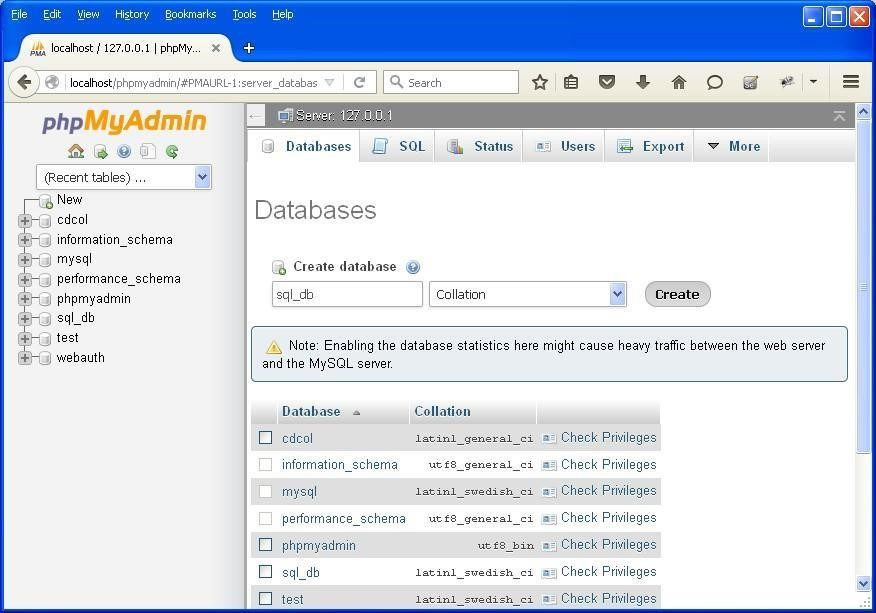 File Edit View History Bookmarks Tools Help
PMA localhost / 127.0.0.1 | phpMy... ×
localhost/phpmyadmin/#PMAURL-1:server_databas
Search
phpMyAdmin
(Recent tables) ...
New
cdcol
information_schema
mysql
performance_schema
phpmyadmin
sql_db
test
webauth
Server: 127.0.0.1
Databases SQL Status Users Export More
Databases
Create database
sql_db Collation Create
Note: Enabling the database statistics here might cause heavy traffic between the web server
and the MySQL server.
Database Collation
cdcol latin1_general_ci Check Privileges
information_schema utf8_general_ci Check Privileges
mysql latin1_swedish_ci Check Privileges
performance_schema utf8_general_ci Check Privileges
phpmyadmin utf8_bin Check Privileges
sql_db latin1_swedish_ci Check Privileges
test latin1_swedish_ci Check Privileges